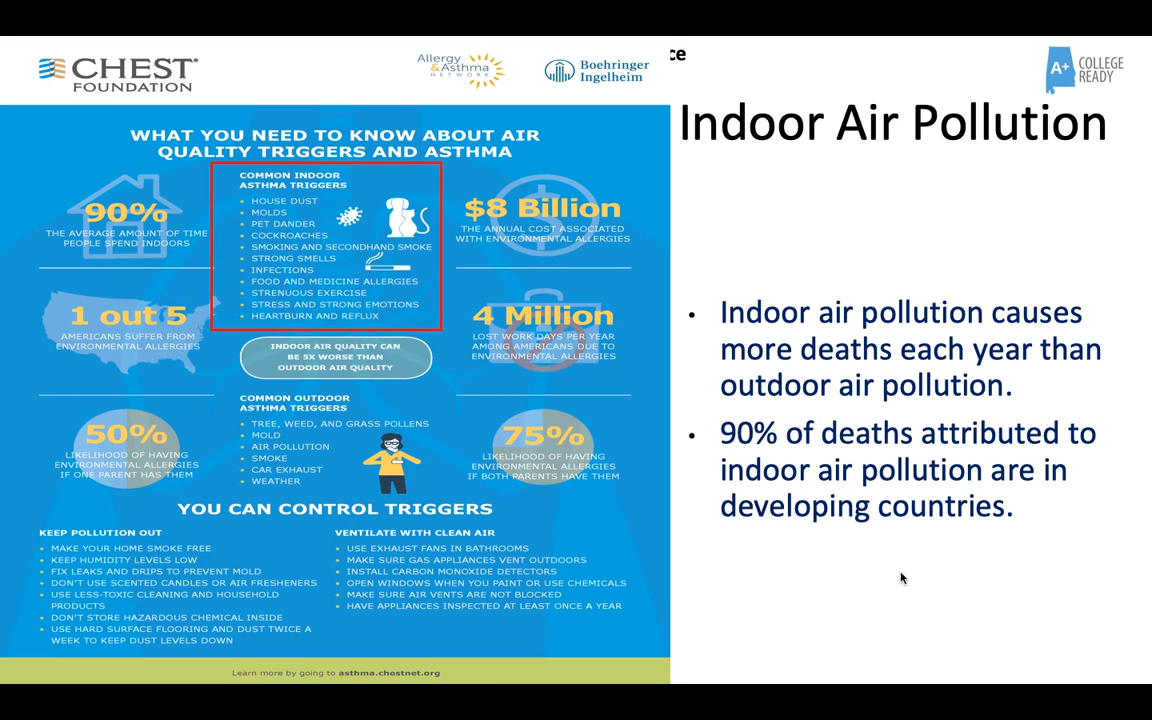 CHEST®
FOUNDATION
Allergy
&Asthma
NETWORK
Boehringer
Ingelheim
ce
A+
COLLEGE
READY
Indoor Air Pollution
WHAT YOU NEED TO KNOW ABOUT AIR
QUALITY TRIGGERS AND ASTHMA
90%
THE AVERAGE AMOUNT OF TIME
PEOPLE SPEND INDOORS
1 out 5
AMERICANS SUFFER FROM
ENVIRONMENTAL ALLERGIES
50%
LIKELIHOOD OF HAVING
ENVIRONMENTAL ALLERGIES
IF ONE PARENT HAS THEM
COMMON INDOOR
ASTHMA TRIGGERS
• HOUSE DUST
• MOLDS
• PET DANDER
• COCKROACHES
• SMOKING AND SECONDHAND SMOKE
• STRONG SMELLS
• INFECTIONS
• FOOD AND MEDICINE ALLERGIES
• STRENUOUS EXERCISE
• STRESS AND STRONG EMOTIONS
• HEARTBURN AND REFLUX
INDOOR AIR QUALITY CAN
BE 5X WORSE THAN
OUTDOOR AIR QUALITY
COMMON OUTDOOR
ASTHMA TRIGGERS
• TREE, WEED, AND GRASS POLLENS
• MOLD
• AIR POLLUTION
• SMOKE
• CAR EXHAUST
• WEATHER
$8 Billion
THE ANNUAL COST ASSOCIATED
WITH ENVIRONMENTAL ALLERGIES
4 Million
LOST WORK DAYS PER YEAR
AMONG AMERICANS DUE TO
ENVIRONMENTAL ALLERGIES
75%
LIKELIHOOD OF HAVING
ENVIRONMENTAL ALLERGIES
IF BOTH PARENTS HAVE THEM
YOU CAN CONTROL TRIGGERS
KEEP POLLUTION OUT
• MAKE YOUR HOME SMOKE FREE
• KEEP HUMIDITY LEVELS LOW
• FIX LEAKS AND DRIPS TO PREVENT MOLD
• DON'T USE SCENTED CANDLES OR AIR FRESHENERS
• USE LESS-TOXIC CLEANING AND HOUSEHOLD
PRODUCTS
• DON'T STORE HAZARDOUS CHEMICAL INSIDE
• USE HARD SURFACE FLOORING AND DUST TWICE A
WEEK TO KEEP DUST LEVELS DOWN
VENTILATE WITH CLEAN AIR
• USE EXHAUST FANS IN BATHROOMS
• MAKE SURE GAS APPLIANCES VENT OUTDOORS
• INSTALL CARBON MONOXIDE DETECTORS
• OPEN WINDOWS WHEN YOU PAINT OR USE CHEMICALS
• MAKE SURE AIR VENTS ARE NOT BLOCKED
• HAVE APPLIANCES INSPECTED AT LEAST ONCE A YEAR
Learn more by going to asthma.chestnet.org
• Indoor air pollution causes
more deaths each year than
outdoor air pollution.
• 90% of deaths attributed to
indoor air pollution are in
developing countries.